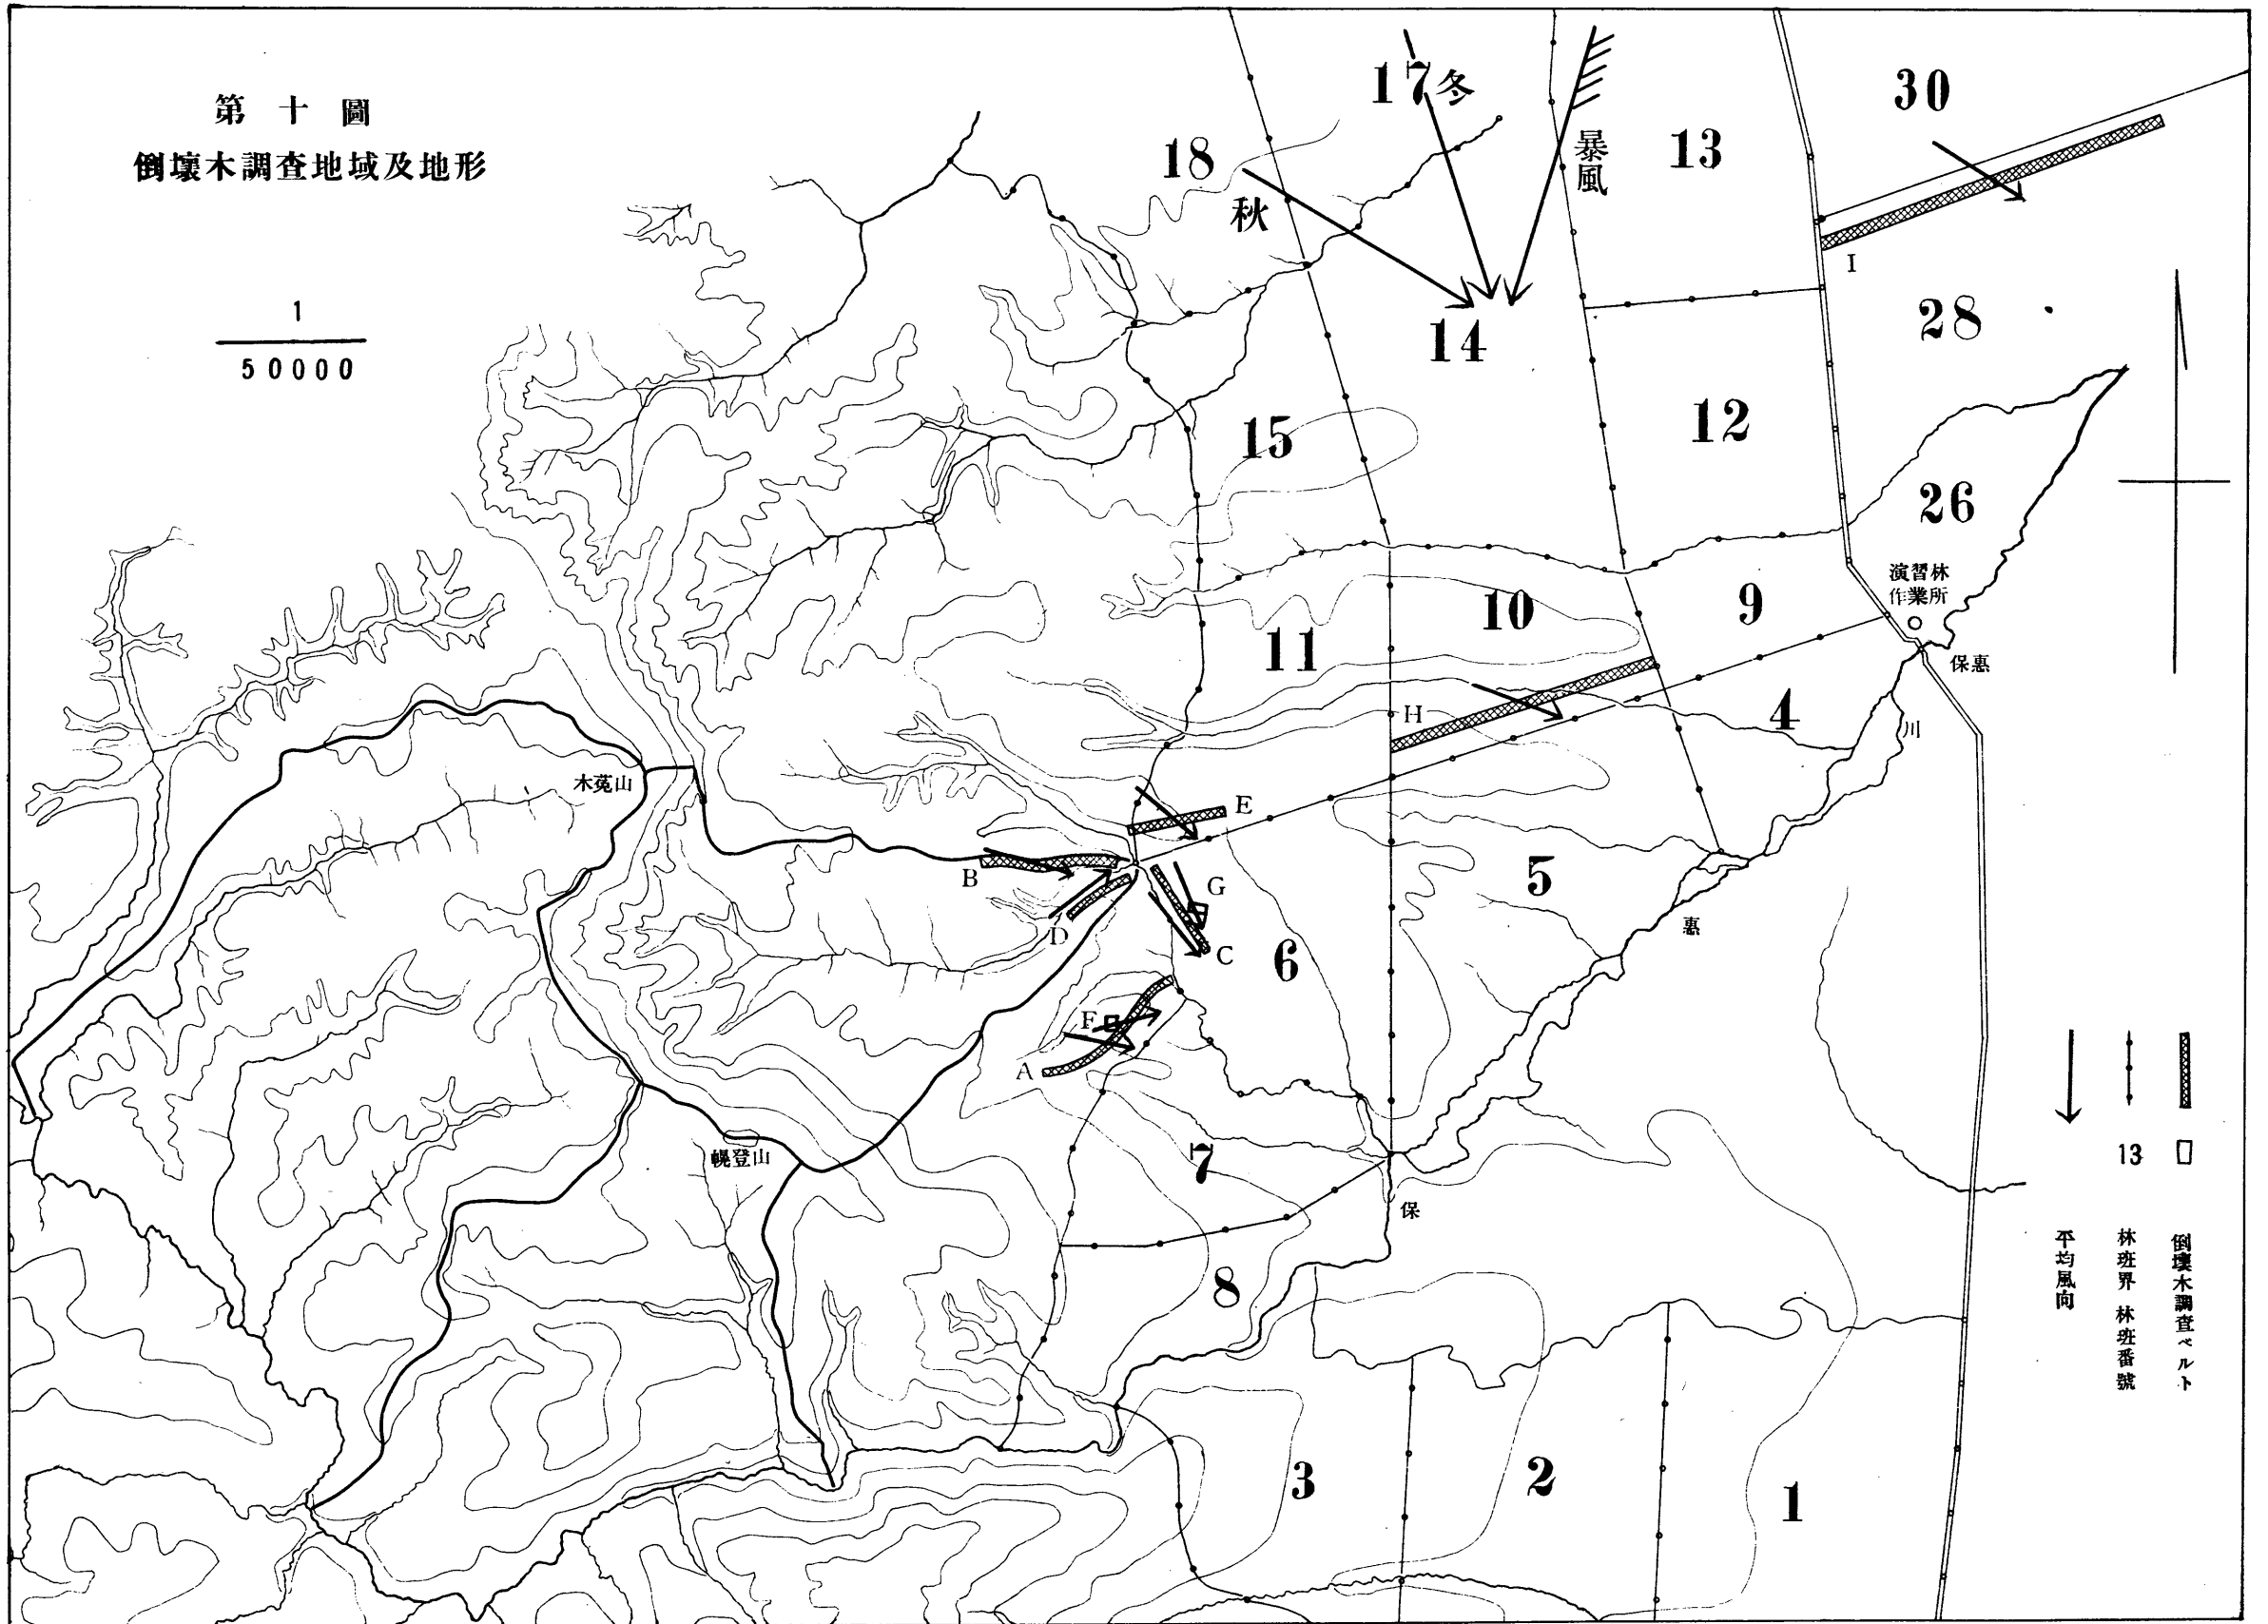 第十圖
倒壞木調査地域及地形
1
50000
17
冬
暴風
13
30
18
秋
I
14
28
15
12
26
演習林
作業所
保惠
10
9
11
H
4
川
木菟山
E
B
G
5
D
C
6
惠
F
A
幌登山
7
保
8
3
2
1
13
倒壞木調査ベルト
林班界 林班番號
平均風向